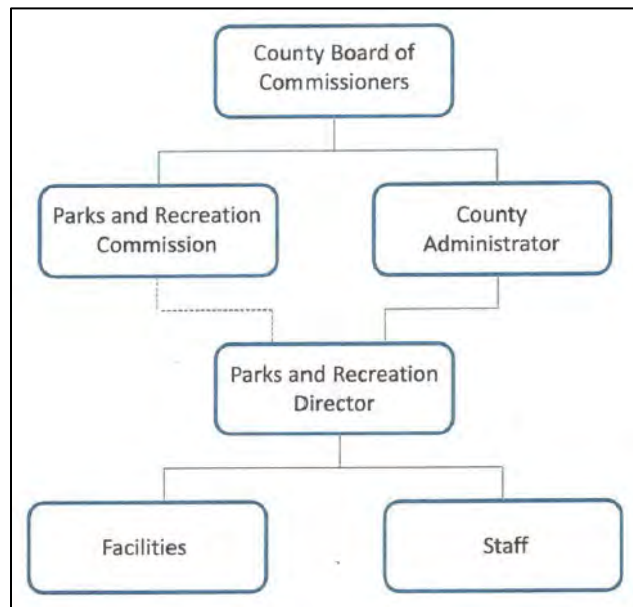 County Board of
Commissioners
Parks and Recreation
Commission
County
Administrator
Parks and Recreation
Director
Facilities
Staff